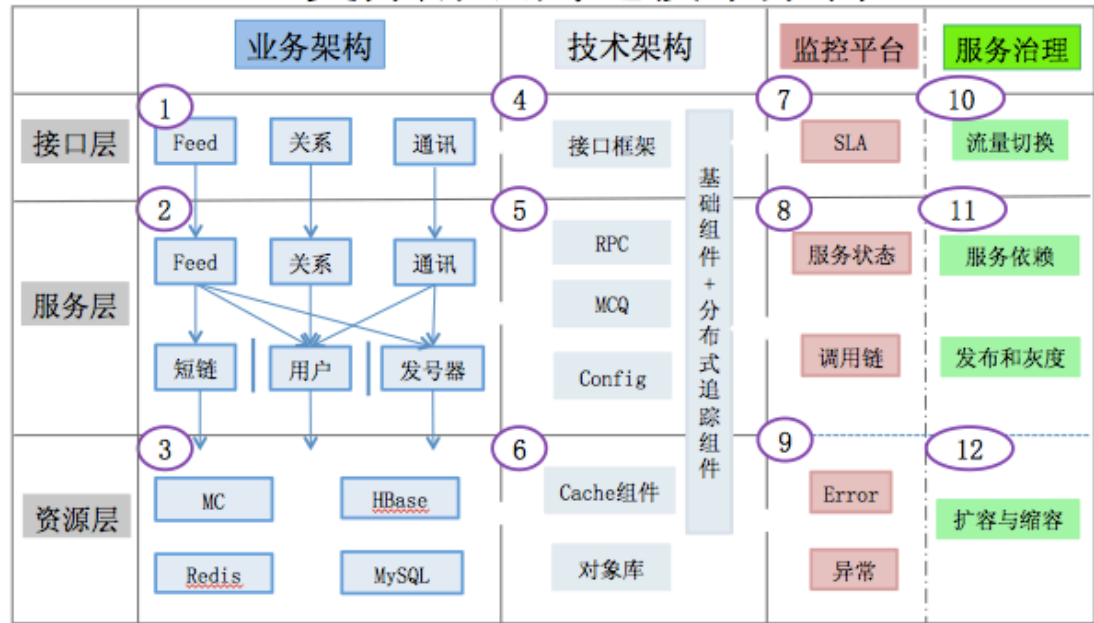 业务架构
技术架构
监控平台
服务治理
接口层
1
Feed
关系
通讯
4
接口框架
7
SLA
10
流量切换
基础组件+分布式追踪组件
服务层
2
Feed
关系
通讯
短链
用户
发号器
5
RPC
MCQ
Config
8
服务状态
调用链
11
服务依赖
发布和灰度
资源层
3
MC
HBase
Redis
MySQL
6
Cache组件
对象库
9
Error
异常
12
扩容与缩容